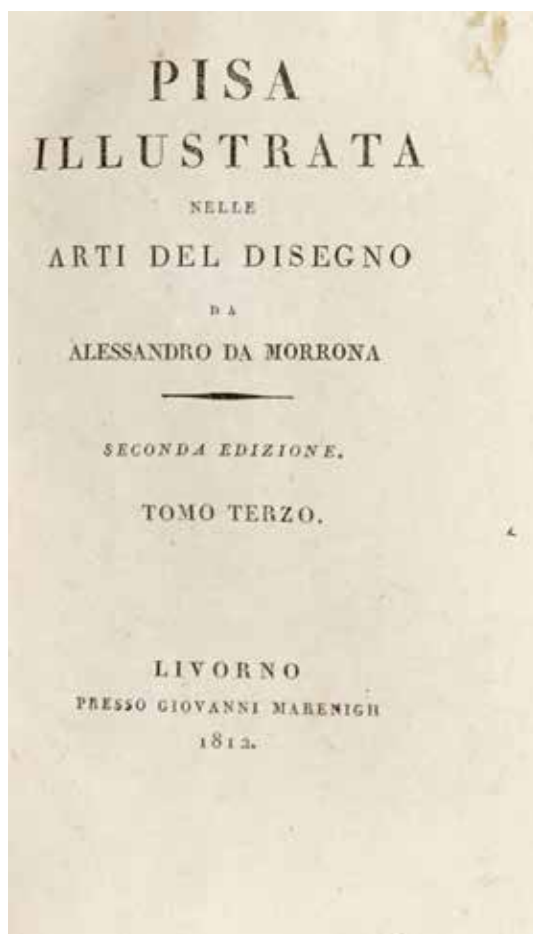 PISA
ILLUSTRATA
NELLE
ARTI DEL DISEGNO
DA
ALESSANDRO DA MORRONA
SECONDA EDIZIONE.
TOMO TERZO.
LIVORNO
PRESSO GIOVANNI MARENIGH
1812.